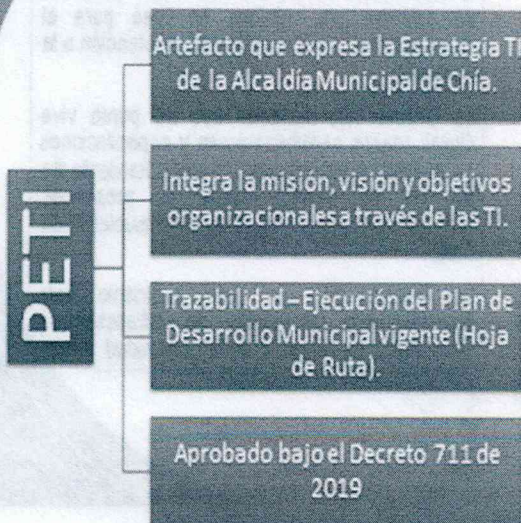 PETI
Artefacto que expresa la Estrategia TI
de la Alcaldía Municipal de Chía.
Integra la misión, visión y objetivos
organizacionales a través de las TI.
Trazabilidad – Ejecución del Plan de
Desarrollo Municipal vigente (Hoja
de Ruta).
Aprobado bajo el Decreto 711 de
2019